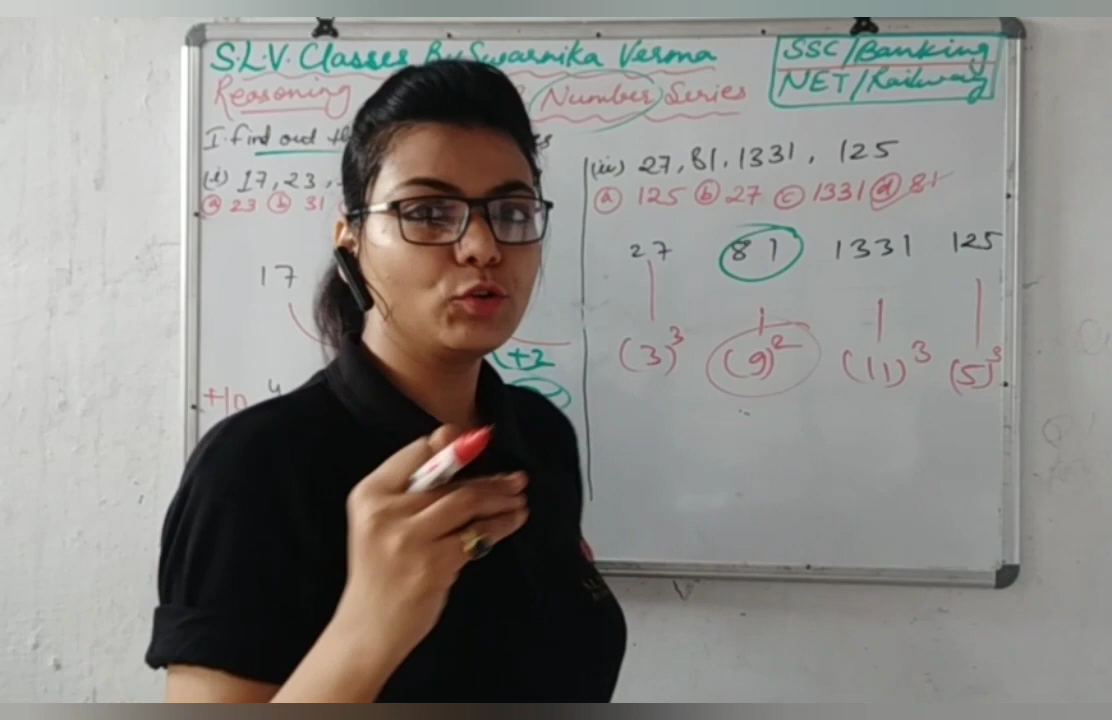 S.L.V. Classes By Swarnika Verma
SSC/Banking
NET/Railway
Reasoning Number Series
I. find out
(i) 17, 23,
(a) 23 (b) 31
17
+2
(iii) 27, 81, 1331, 125
(a) 125 (b) 27 (c) 1331 (d) 81
27 81 1331 125
(3)³ (9)² (11)³ (5)³